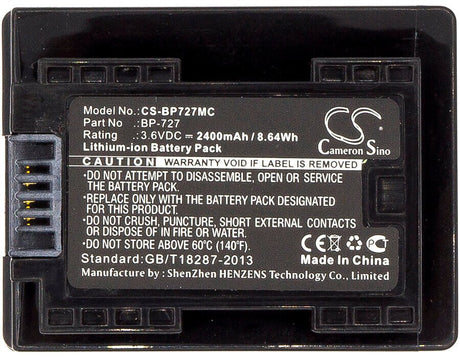 Model No.: CS-BP727MC
Part No.: BP-727
Rating: 3.6VDC ⎓ 2400mAh / 8.64Wh
Lithium-ion Battery Pack
Cameron Sino
CAUTION WARRANTY VOID IF THIS LABEL IS REMOVED
•DO NOT ATTEMPT TO DISASSEMBLE, OPEN OR SERVICE THE BATTERY PACK.
•REPLACE ONLY WITH THE BATTERY DESIGNATED FOR THIS PRODUCT.
•DO NOT CRUSH, PUNCTURE, SHORT CIRCUIT OR DISPOSE OF BATTERY IN FIRE OR WATER.
•DO NOT STORE ABOVE 60°C (140°F).
Standard:GB/T18287-2013
Made In China
Manufacture by : ShenZhen HENZENS Technology Co., Limited